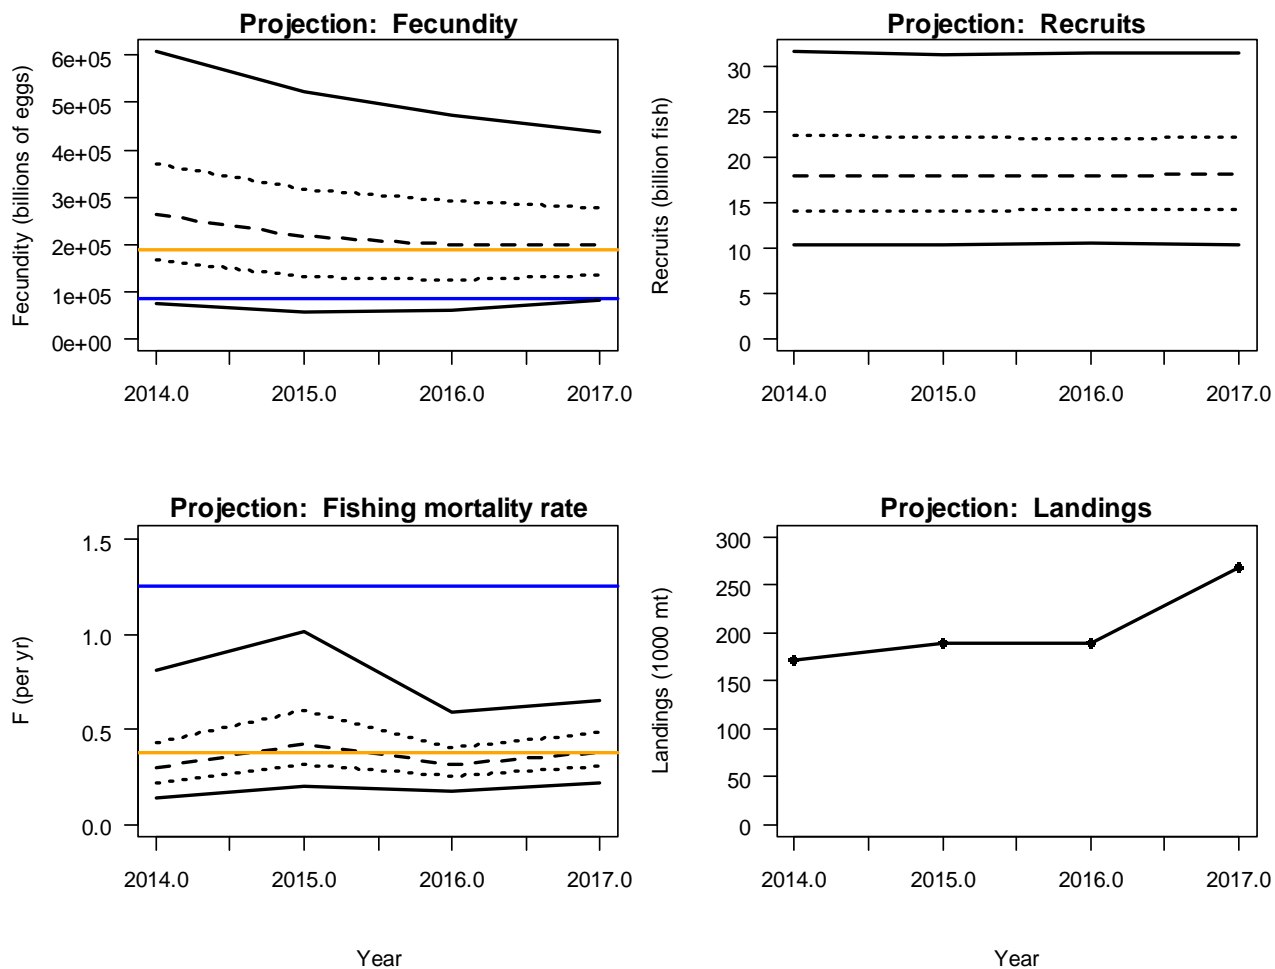 Projection: Fecundity
Fecundity (billions of eggs)
6e+05
5e+05
4e+05
3e+05
2e+05
1e+05
0e+00
2014.0 2015.0 2016.0 2017.0
Projection: Recruits
Recruits (billion fish)
30
25
20
15
10
5
0
2014.0 2015.0 2016.0 2017.0
Projection: Fishing mortality rate
F (per yr)
1.5
1.0
0.5
0.0
2014.0 2015.0 2016.0 2017.0
Year
Projection: Landings
Landings (1000 mt)
300
250
200
150
100
50
0
2014.0 2015.0 2016.0 2017.0
Year